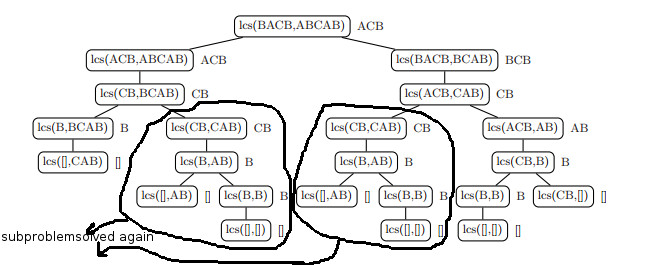 lcs(BACB,ABCAB) ACB
lcs(ACB,ABCAB) ACB lcs(BACB,BCAB) BCB
lcs(CB,BCAB) CB lcs(ACB,CAB) CB
lcs(B,BCAB) B lcs(CB,CAB) CB lcs(CB,CAB) CB lcs(ACB,AB) AB
lcs([],CAB) [] lcs(B,AB) B lcs(B,AB) B lcs(CB,B) B
lcs([],AB) [] lcs(B,B) B lcs([],AB) [] lcs(B,B) B lcs(B,B) B lcs(CB,[]) []
lcs([],[]) [] lcs([],[]) [] lcs([],[]) []
subproblemsolved again